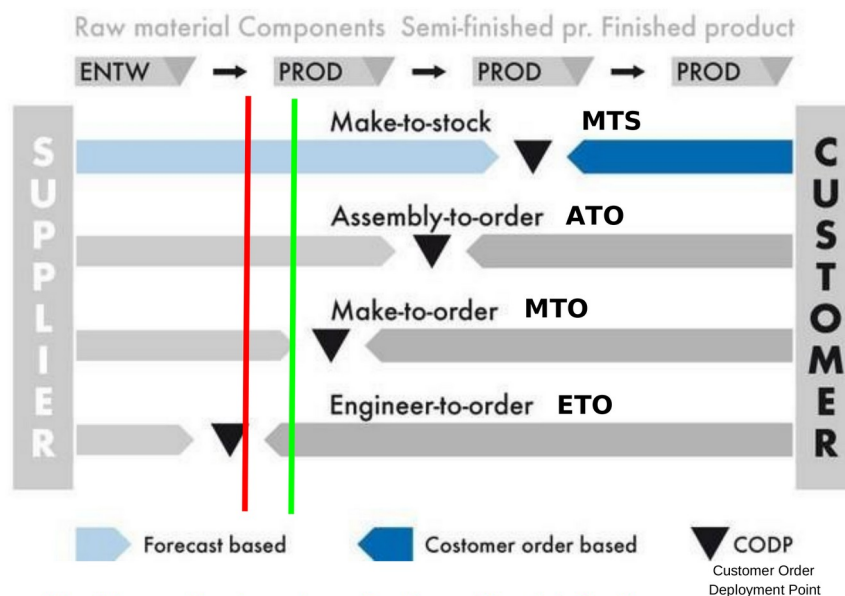 Raw material Components Semi-finished pr. Finished product
ENTW PROD PROD PROD
Make-to-stock MTS
Assembly-to-order ATO
Make-to-order MTO
Engineer-to-order ETO
SUPPLIER
CUSTOMER
Forecast based
Costomer order based
CODP
Customer Order
Deployment Point